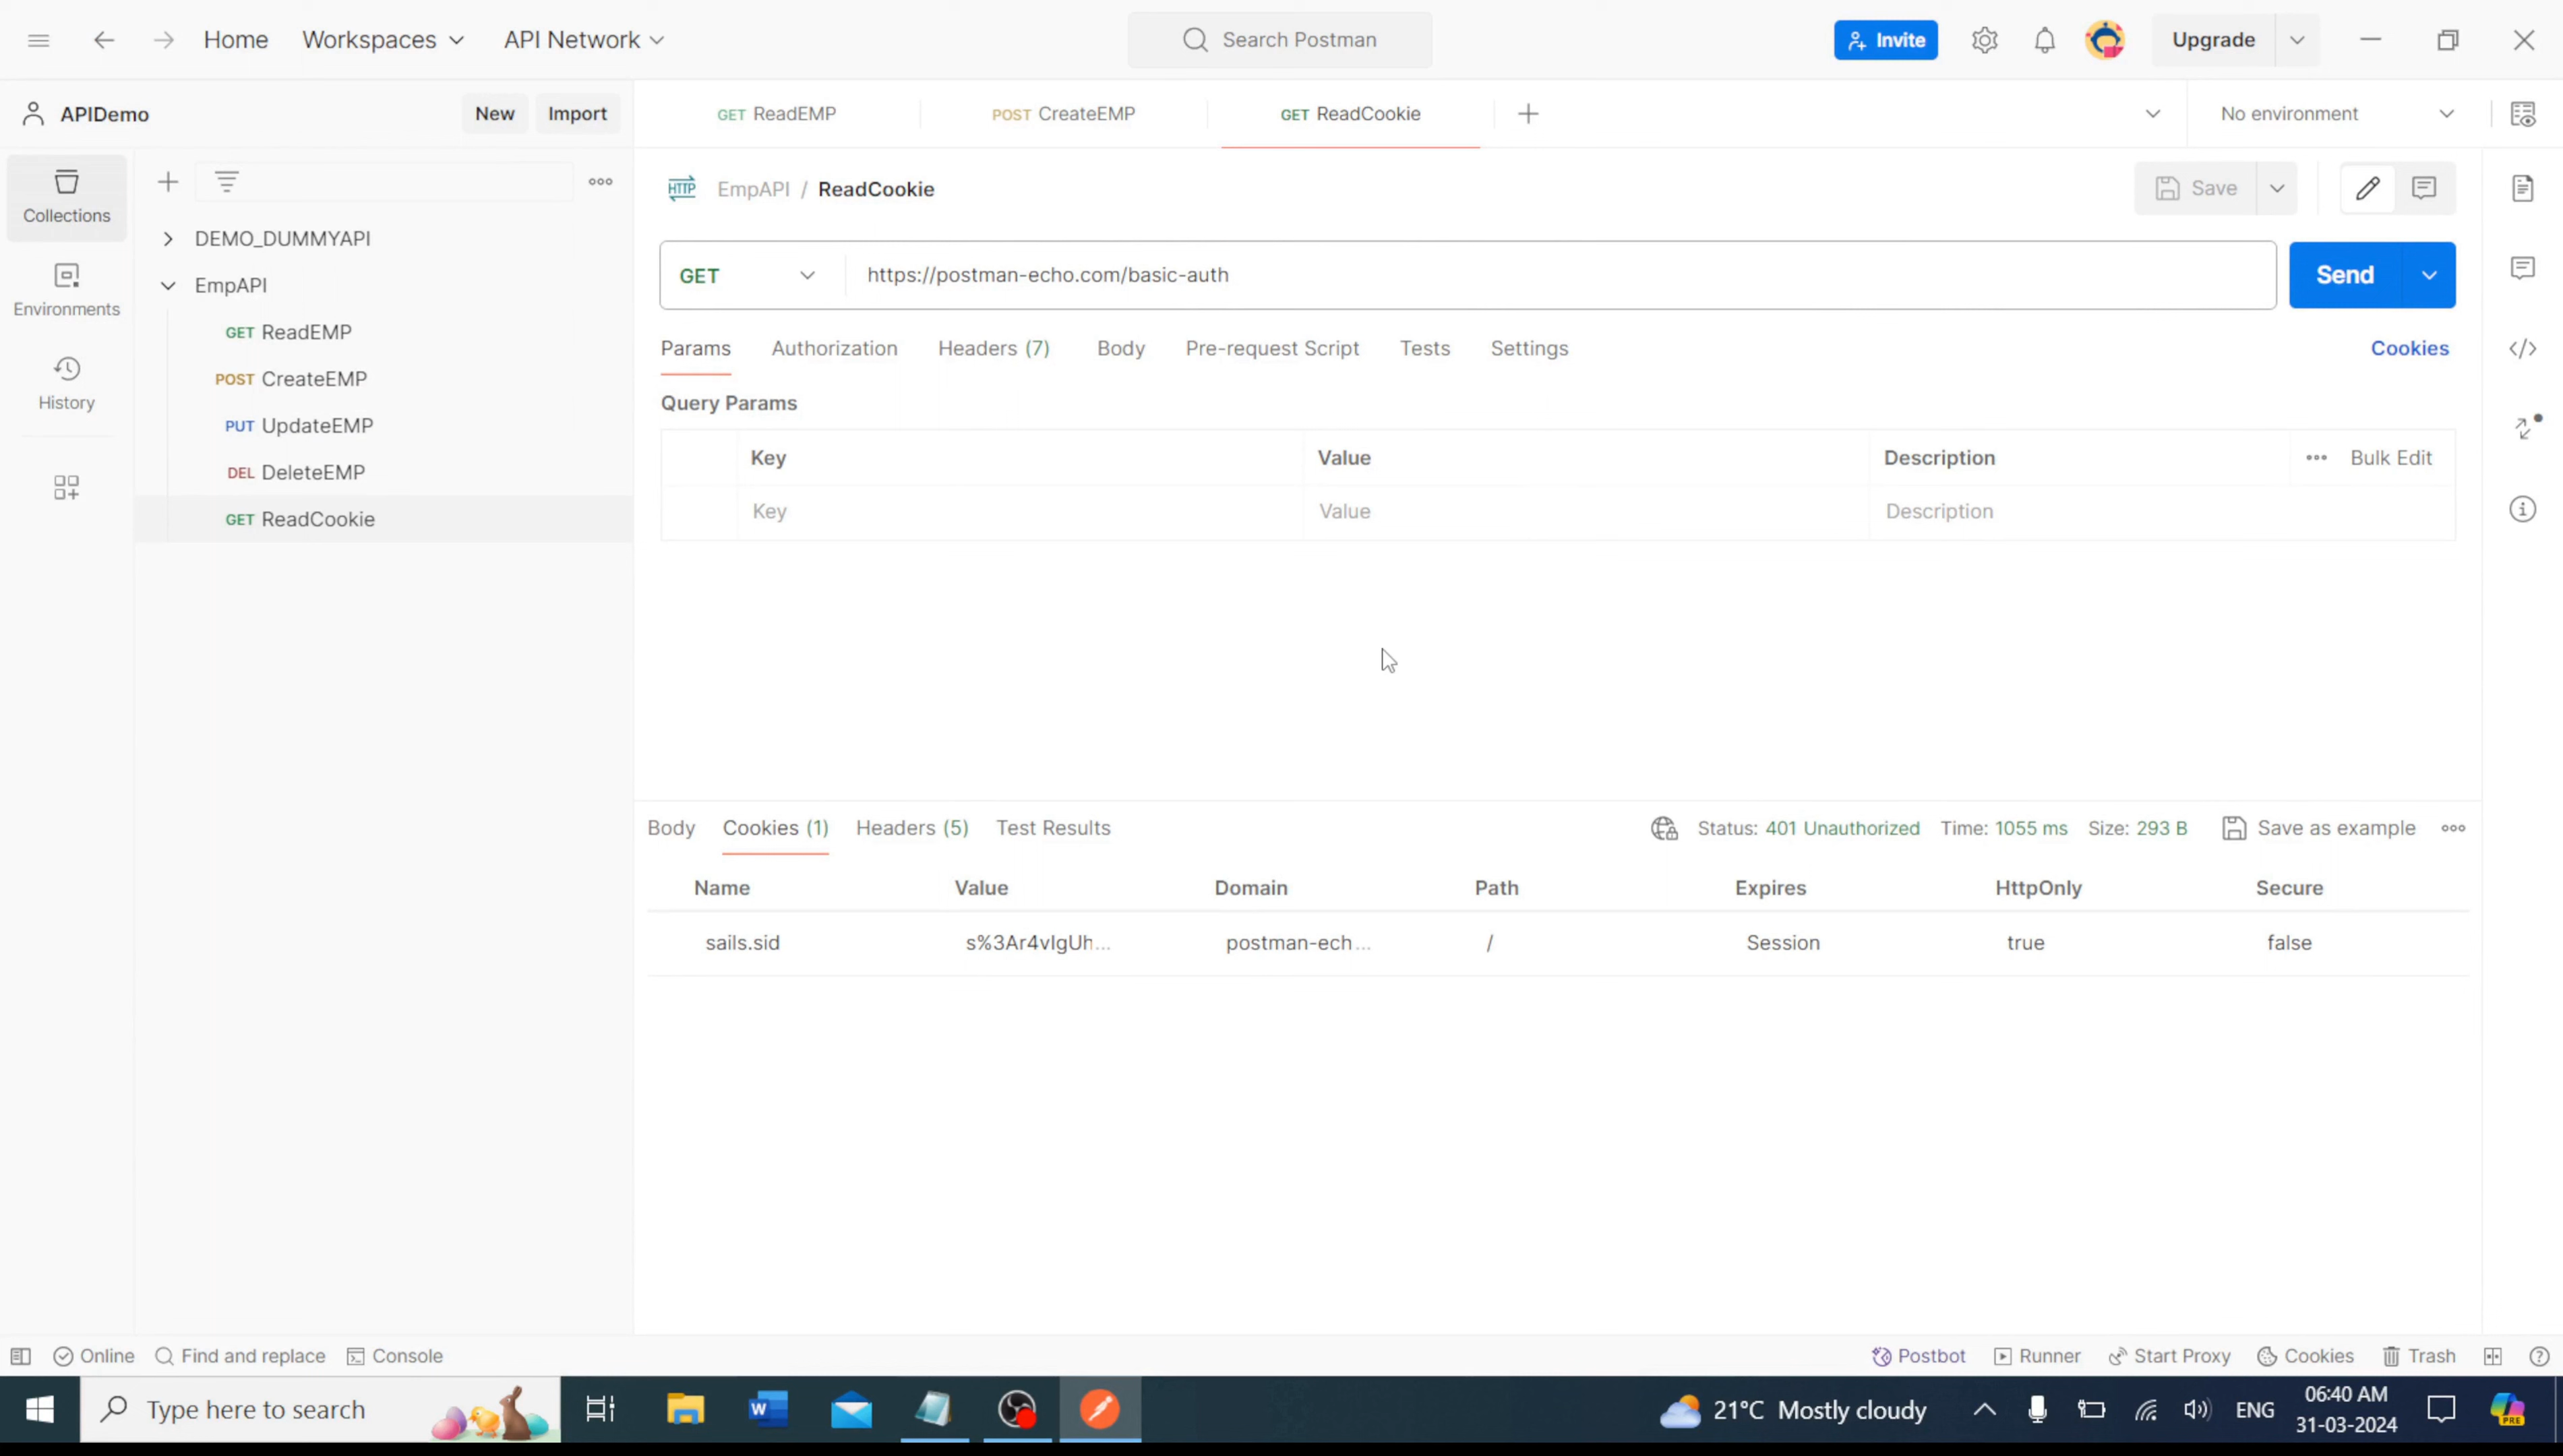 Home Workspaces API Network Search Postman Invite Upgrade
APIDemo New Import GET ReadEMP POST CreateEMP GET ReadCookie No environment
Collections
Environments
History
DEMO_DUMMYAPI
EmpAPI
GET ReadEMP
POST CreateEMP
PUT UpdateEMP
DEL DeleteEMP
GET ReadCookie
HTTP EmpAPI / ReadCookie Save
GET https://postman-echo.com/basic-auth Send
Params Authorization Headers (7) Body Pre-request Script Tests Settings Cookies
Query Params
Key Value Description Bulk Edit
Key Value Description
Body Cookies (1) Headers (5) Test Results Status: 401 Unauthorized Time: 1055 ms Size: 293 B Save as example
Name Value Domain Path Expires HttpOnly Secure
sails.sid s%3Ar4vIgUh... postman-ech... / Session true false
Online Find and replace Console Postbot Runner Start Proxy Cookies Trash
Type here to search 21°C Mostly cloudy ENG 06:40 AM
31-03-2024
PRE